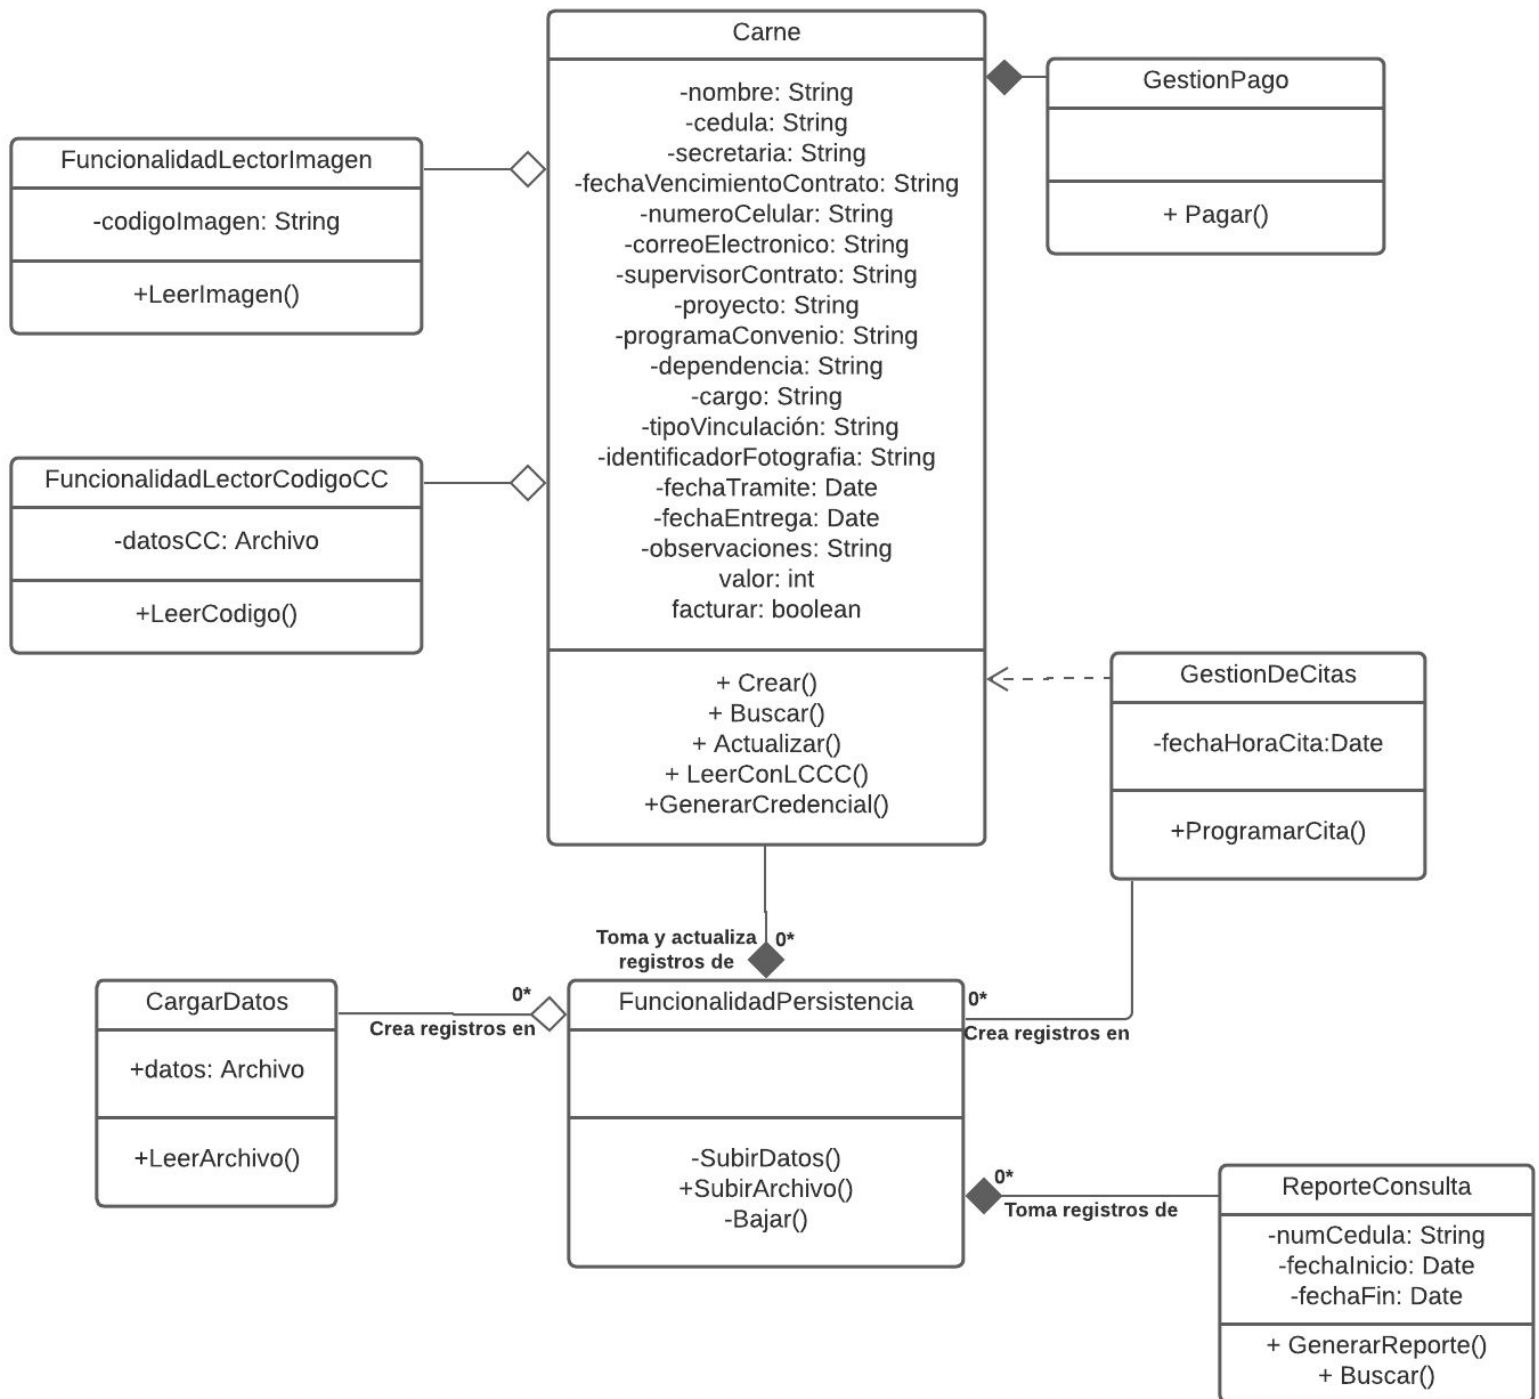 Carne
-nombre: String
-cedula: String
-secretaria: String
-fechaVencimientoContrato: String
-numeroCelular: String
-correoElectronico: String
-supervisorContrato: String
-proyecto: String
-programaConvenio: String
-dependencia: String
-cargo: String
-tipoVinculación: String
-identificadorFotografia: String
-fechaTramite: Date
-fechaEntrega: Date
-observaciones: String
valor: int
facturar: boolean
+ Crear()
+ Buscar()
+ Actualizar()
+ LeerConLCCC()
+GenerarCredencial()
GestionPago
+ Pagar()
FuncionalidadLectorImagen
-codigoImagen: String
+LeerImagen()
FuncionalidadLectorCodigoCC
-datosCC: Archivo
+LeerCodigo()
GestionDeCitas
-fechaHoraCita:Date
+ProgramarCita()
Toma y actualiza
registros de
0*
CargarDatos
+datos: Archivo
+LeerArchivo()
0*
Crea registros en
FuncionalidadPersistencia
-SubirDatos()
+SubirArchivo()
-Bajar()
0*
Crea registros en
0*
Toma registros de
ReporteConsulta
-numCedula: String
-fechaInicio: Date
-fechaFin: Date
+ GenerarReporte()
+ Buscar()